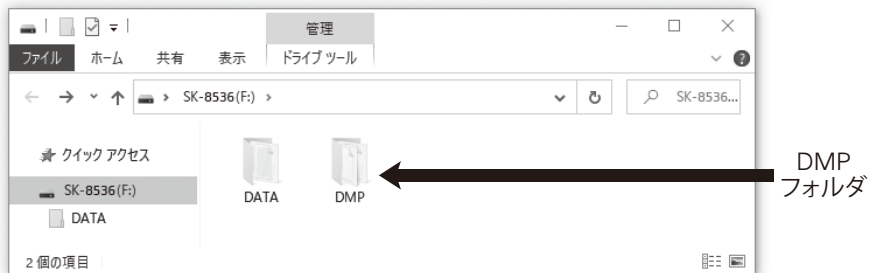 管理
ファイル ホーム 共有 表示 ドライブ ツール
SK-8536(F:) SK-8536...
クイック アクセス
SK-8536(F:)
DATA
DATA DMP
2 個の項目
DMP
フォルダ